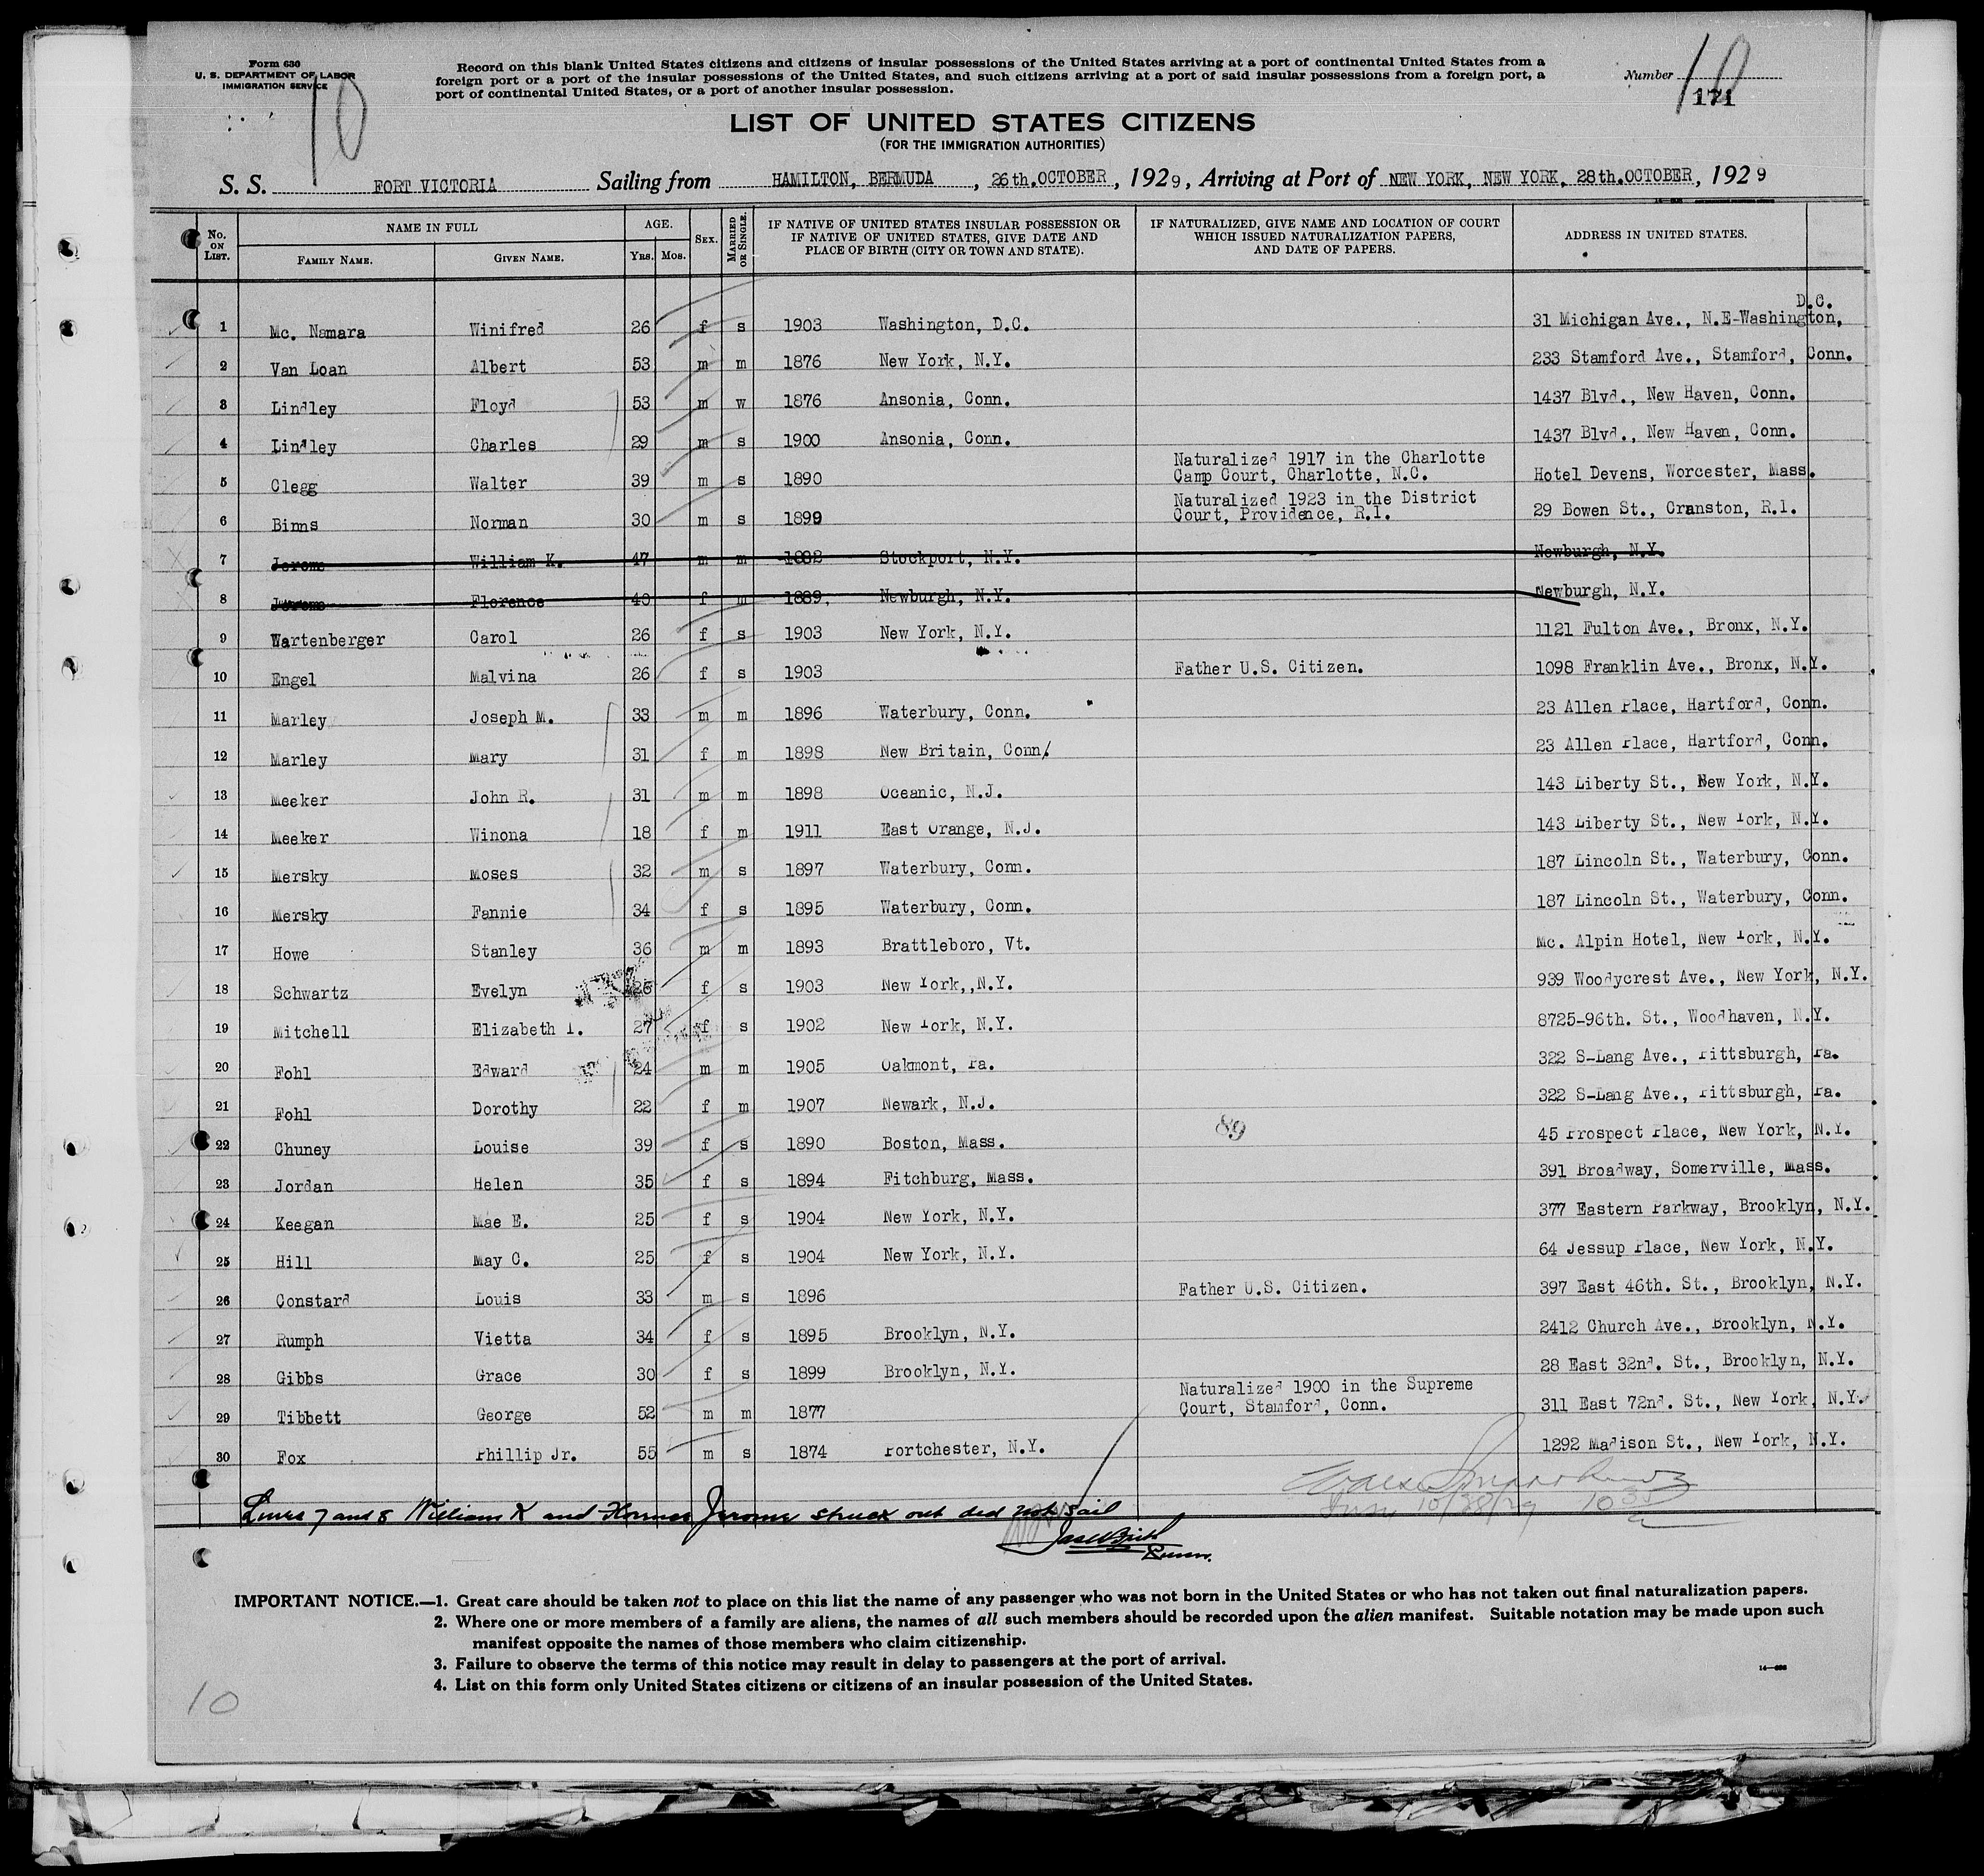 Form 630
U. S. DEPARTMENT OF LABOR
IMMIGRATION SERVICE
10
Record on this blank United States citizens and citizens of insular possessions of the United States arriving at a port of continental United States from a
foreign port or a port of the insular possessions of the United States, and such citizens arriving at a port of said insular possessions from a foreign port, a
port of continental United States, or a port of another insular possession.
Number 10
171
LIST OF UNITED STATES CITIZENS
(FOR THE IMMIGRATION AUTHORITIES)
S. S. FORT VICTORIA Sailing from HAMILTON, BERMUDA, 26th.OCTOBER, 1929, Arriving at Port of NEW YORK, NEW YORK, 28th.OCTOBER, 1929
No. ON LIST. NAME IN FULL FAMILY NAME. GIVEN NAME. AGE. YRS. MOS. SEX. MARRIED OR SINGLE. IF NATIVE OF UNITED STATES INSULAR POSSESSION OR IF NATIVE OF UNITED STATES, GIVE DATE AND PLACE OF BIRTH (CITY OR TOWN AND STATE). IF NATURALIZED, GIVE NAME AND LOCATION OF COURT WHICH ISSUED NATURALIZATION PAPERS, AND DATE OF PAPERS. ADDRESS IN UNITED STATES.
1 Mc. Namara Winifred 26 f s 1903 Washington, D.C. 31 Michigan Ave., N.E-Washington, D.C.
2 Van Loan Albert 53 m m 1876 New York, N.Y. 233 Stamford Ave., Stamford, Conn.
3 Lindley Floyd 53 m w 1876 Ansonia, Conn. 1437 Blvd., New Haven, Conn.
4 Lindley Charles 29 m s 1900 Ansonia, Conn. 1437 Blvd., New Haven, Conn.
5 Clegg Walter 39 m s 1890 Naturalized 1917 in the Charlotte Camp Court, Charlotte, N.C. Hotel Devens, Worcester, Mass.
6 Binns Norman 30 m s 1899 Naturalized 1923 in the District Court, Providence, R.I. 29 Bowen St., Cranston, R.I.
7 Jerome William K. 47 m m 1882 Stockport, N.Y. Newburgh, N.Y.
8 Jerome Florence 40 f m 1889, Newburgh, N.Y. Newburgh, N.Y.
9 Wartenberger Carol 26 f s 1903 New York, N.Y. 1121 Fulton Ave., Bronx, N.Y.
10 Engel Malvina 26 f s 1903 Father U.S. Citizen. 1098 Franklin Ave., Bronx, N.Y.
11 Marley Joseph M. 33 m m 1896 Waterbury, Conn. 23 Allen Place, Hartford, Conn.
12 Marley Mary 31 f m 1898 New Britain, Conn. 23 Allen Place, Hartford, Conn.
13 Meeker John R. 31 m m 1898 Oceanic, N.J. 143 Liberty St., New York, N.Y.
14 Meeker Winona 18 f m 1911 East Orange, N.J. 143 Liberty St., New York, N.Y.
15 Mersky Moses 32 m s 1897 Waterbury, Conn. 187 Lincoln St., Waterbury, Conn.
16 Mersky Fannie 34 f s 1895 Waterbury, Conn. 187 Lincoln St., Waterbury, Conn.
17 Howe Stanley 36 m m 1893 Brattleboro, Vt. Mc. Alpin Hotel, New York, N.Y.
18 Schwartz Evelyn 26 f s 1903 New York,,N.Y. 939 Woodycrest Ave., New York, N.Y.
19 Mitchell Elizabeth I. 27 f s 1902 New York, N.Y. 8725-96th. St., Woodhaven, N.Y.
20 Fohl Edward 24 m m 1905 Oakmont, Pa. 322 S-Lang Ave., Pittsburgh, Pa.
21 Fohl Dorothy 22 f m 1907 Newark, N.J. 322 S-Lang Ave., Pittsburgh, Pa.
89
22 Chuney Louise 39 f s 1890 Boston, Mass. 45 Prospect Place, New York, N.Y.
23 Jordan Helen 35 f s 1894 Fitchburg, Mass. 391 Broadway, Somerville, Mass.
24 Keegan Mae E. 25 f s 1904 New York, N.Y. 377 Eastern Parkway, Brooklyn, N.Y.
25 Hill May C. 25 f s 1904 New York, N.Y. 64 Jessup Place, New York, N.Y.
26 Constard Louis 33 m s 1896 Father U.S. Citizen. 397 East 46th. St., Brooklyn, N.Y.
27 Rumph Vietta 34 f s 1895 Brooklyn, N.Y. 2412 Church Ave., Brooklyn, N.Y.
28 Gibbs Grace 30 f s 1899 Brooklyn, N.Y. 28 East 32nd. St., Brooklyn, N.Y.
29 Tibbett George 52 m m 1877 Naturalized 1900 in the Supreme Court, Stamford, Conn. 311 East 72nd. St., New York, N.Y.
30 Fox Phillip Jr. 55 m s 1874 Portchester, N.Y. 1292 Madison St., New York, N.Y.
10/28/29
Lines 7 and 8 William K and Florence Jerome struck out did not sail
IMPORTANT NOTICE.—1. Great care should be taken not to place on this list the name of any passenger who was not born in the United States or who has not taken out final naturalization papers.
2. Where one or more members of a family are aliens, the names of all such members should be recorded upon the alien manifest. Suitable notation may be made upon such
manifest opposite the names of those members who claim citizenship.
3. Failure to observe the terms of this notice may result in delay to passengers at the port of arrival.
4. List on this form only United States citizens or citizens of an insular possession of the United States.
10